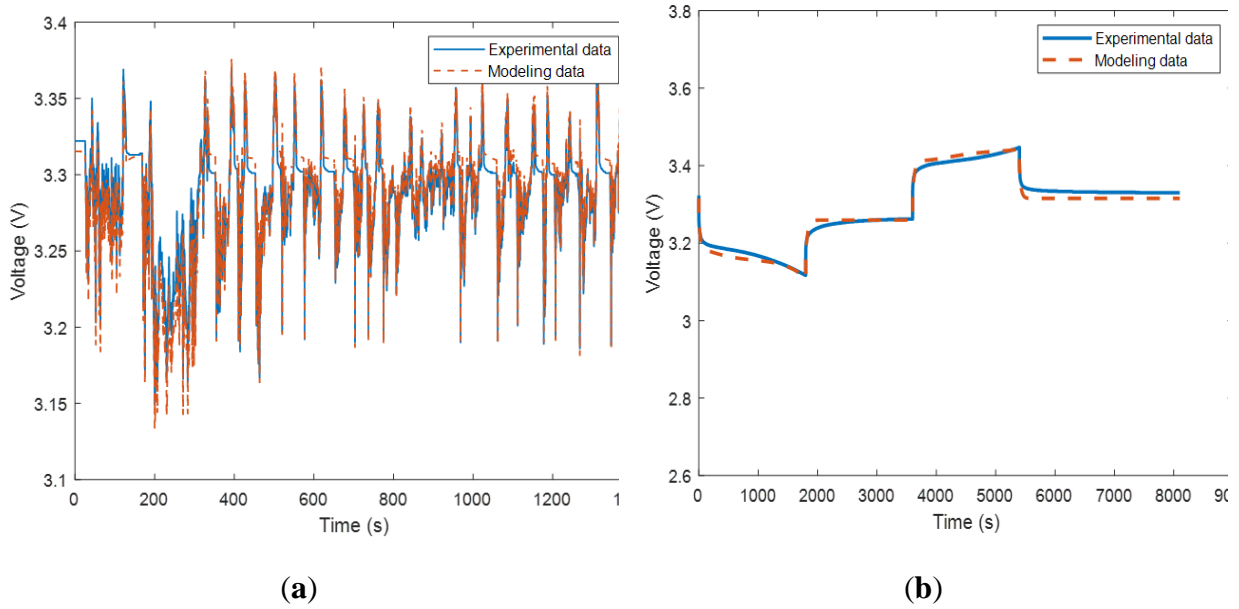 3.4
3.35
3.3
3.25
3.2
3.15
3.1
Voltage (V)
0 200 400 600 800 1000 1200 1
Time (s)
Experimental data
Modeling data
(a)
3.8
3.6
3.4
3.2
3
2.8
2.6
Voltage (V)
0 1000 2000 3000 4000 5000 6000 7000 8000 90
Time (s)
Experimental data
Modeling data
(b)